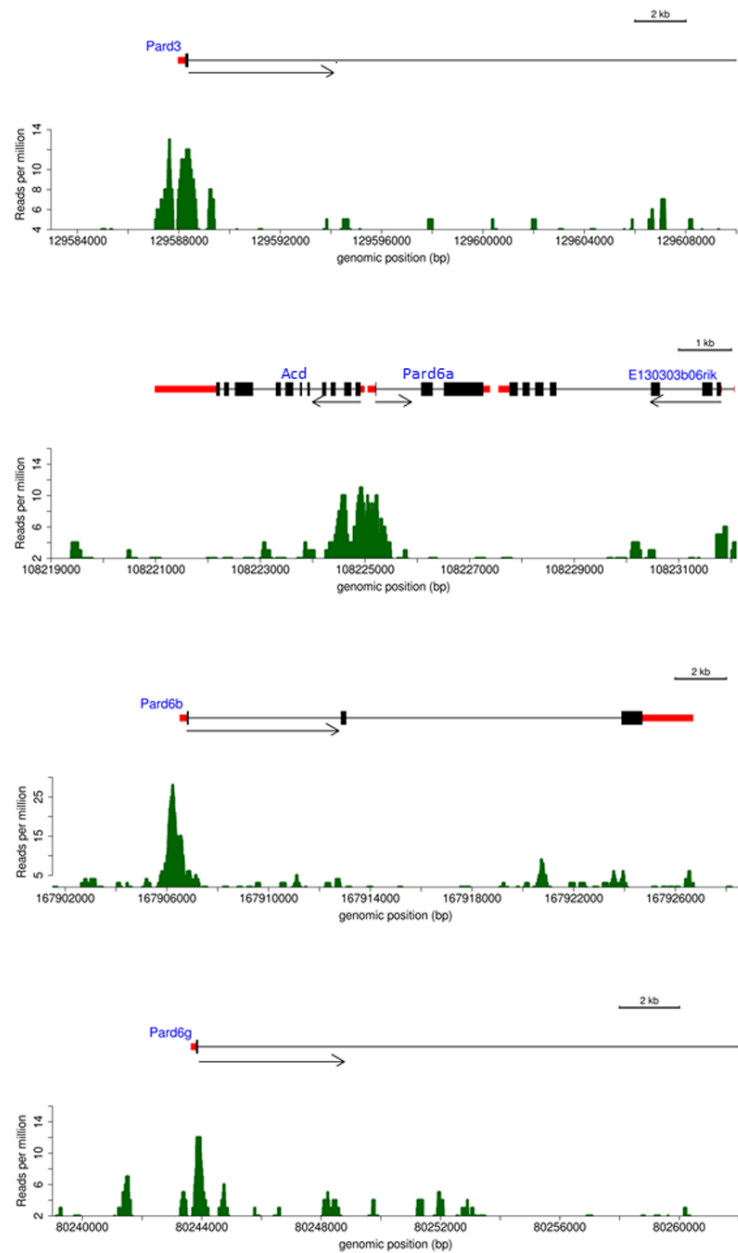 2 kb
Pard3
14
12
10
8
6
4
Reads per million
129584000 129588000 129592000 129596000 129600000 129604000 129608000
genomic position (bp)
1 kb
Acd Pard6a E130303b06rik
14
10
6
2
Reads per million
108219000 108221000 108223000 108225000 108227000 108229000 108231000
genomic position (bp)
2 kb
Pard6b
25
15
5
Reads per million
167902000 167906000 167910000 167914000 167918000 167922000 167926000
genomic position (bp)
2 kb
Pard6g
14
10
6
2
Reads per million
80240000 80244000 80248000 80252000 80256000 80260000
genomic position (bp)